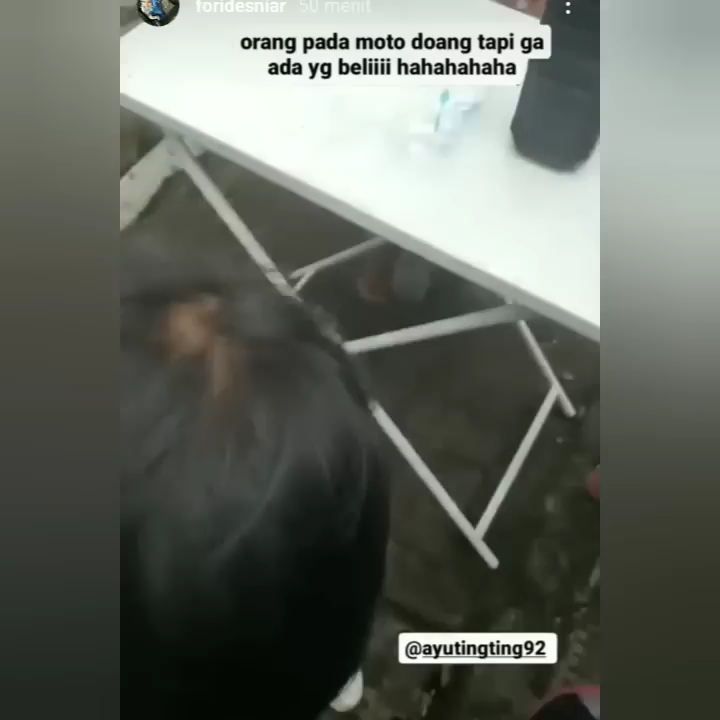 foridesniar 50 menit
orang pada moto doang tapi ga
ada yg beliiii hahahahaha
@ayutingting92